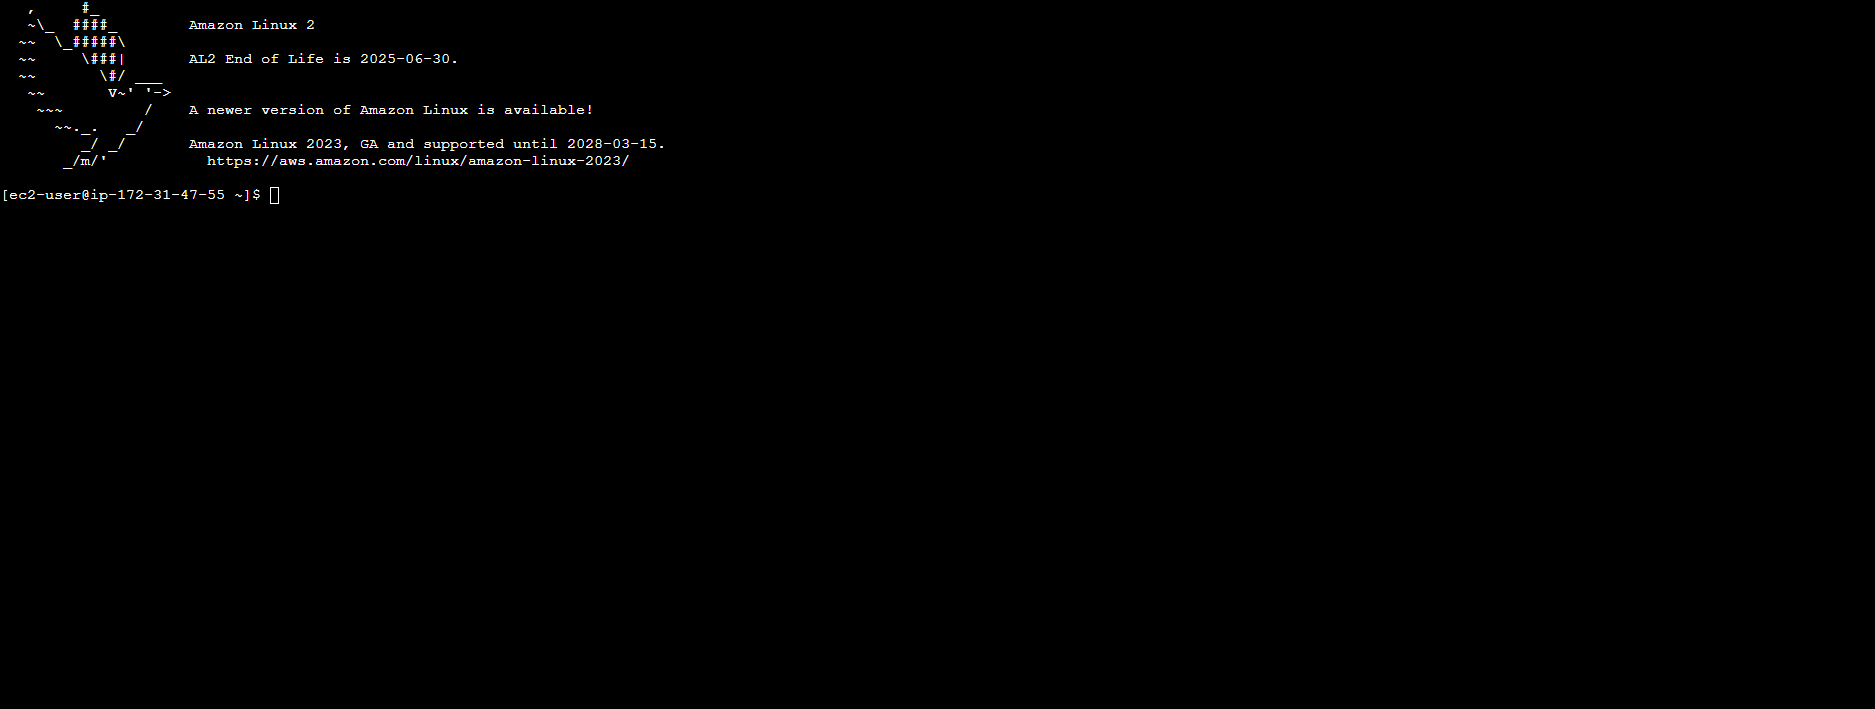 ,     #_
   ~\_  ####_        Amazon Linux 2
  ~~  \_#####\
  ~~     \###|       AL2 End of Life is 2025-06-30.
  ~~       \#/ ___
   ~~       V~' '->
    ~~~         /    A newer version of Amazon Linux is available!
      ~~._.   _/
         _/ _/       Amazon Linux 2023, GA and supported until 2028-03-15.
       _/m/'           https://aws.amazon.com/linux/amazon-linux-2023/
[ec2-user@ip-172-31-47-55 ~]$